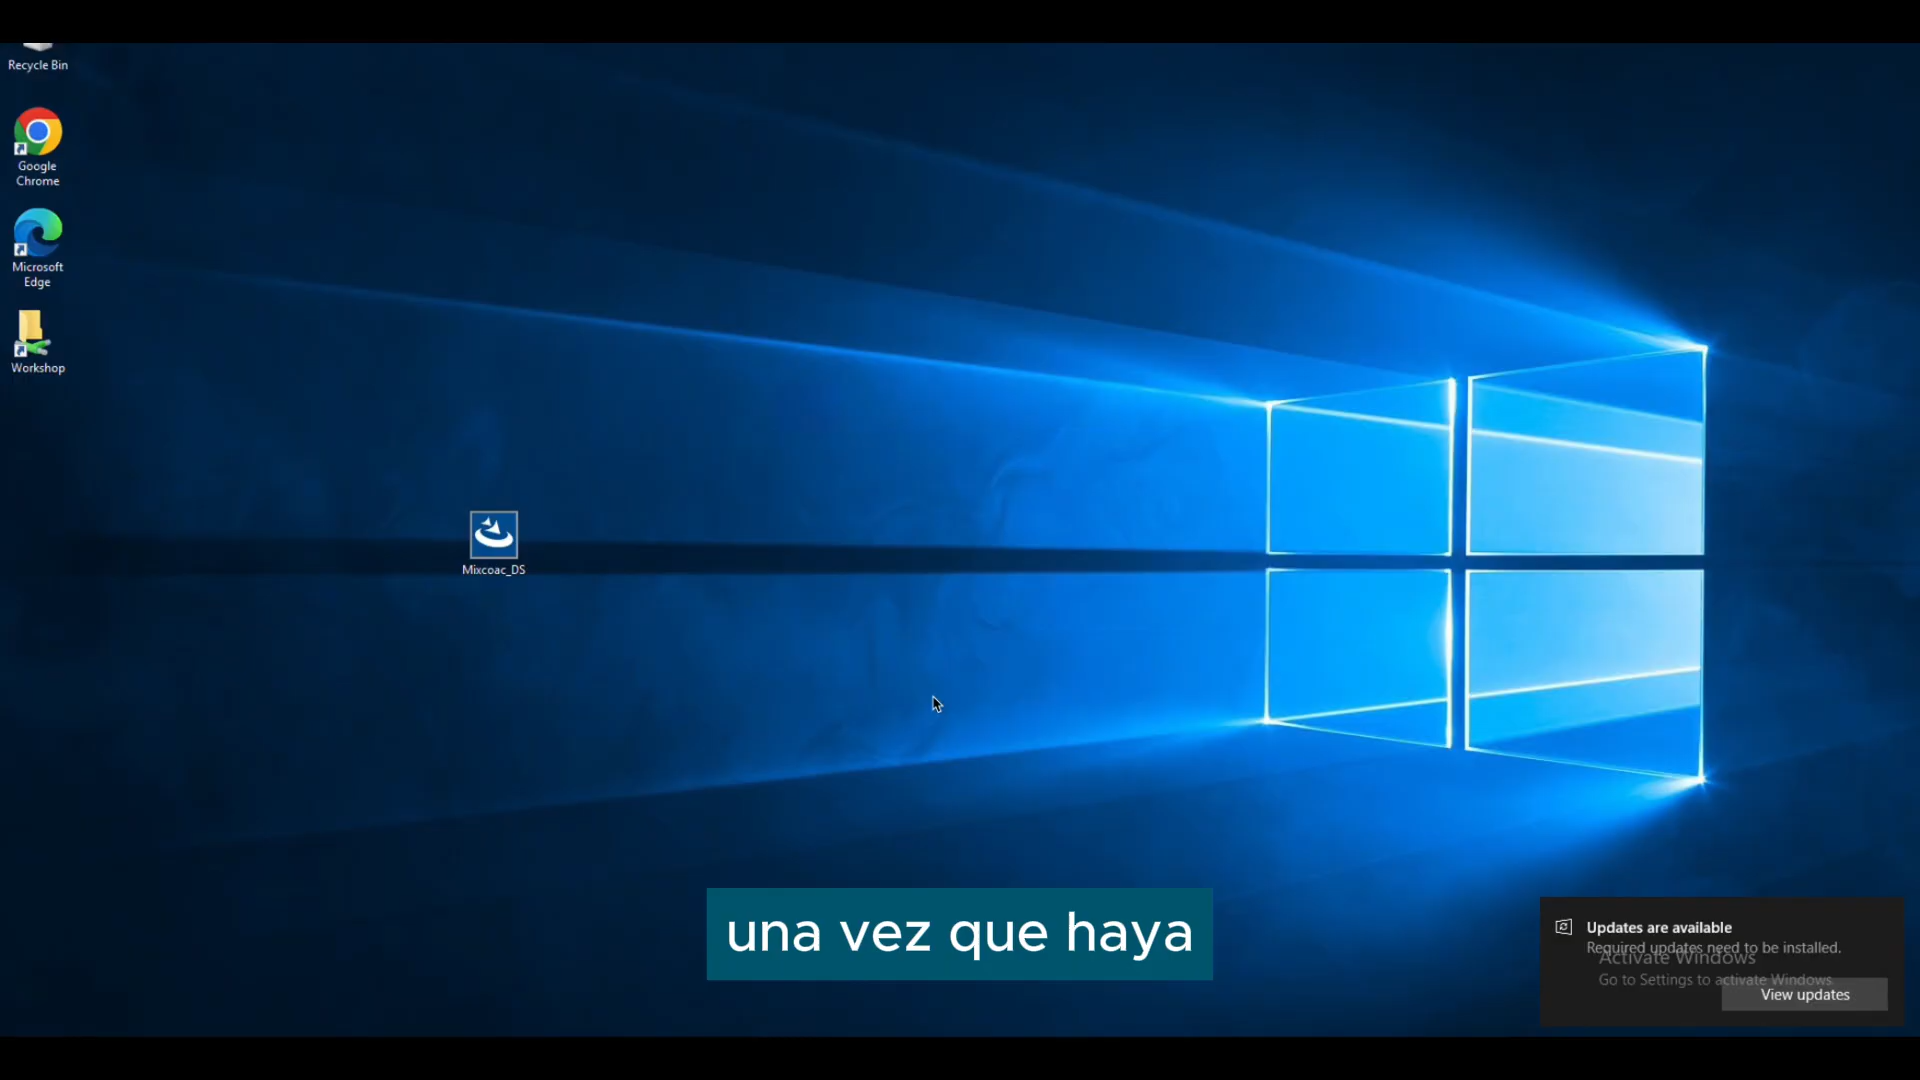 Recycle Bin
Google
Chrome
Microsoft
Edge
Workshop
Mixcoac_DS
una vez que haya
Updates are available
Required updates need to be installed.
Activate Windows
Go to Settings to activate Windows.
View updates